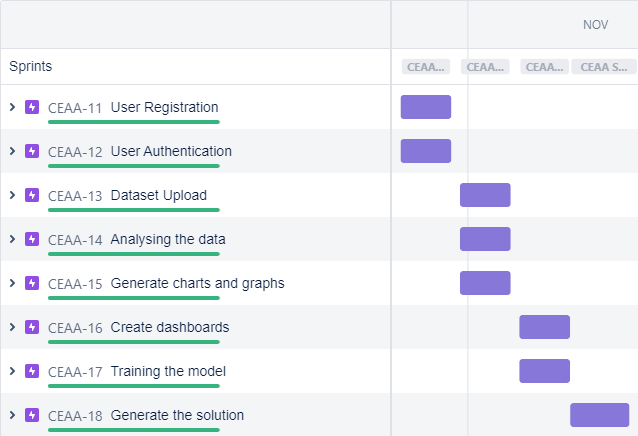 NOV
Sprints CEAA... CEAA... CEAA... CEAA S...
CEAA-11 User Registration
CEAA-12 User Authentication
CEAA-13 Dataset Upload
CEAA-14 Analysing the data
CEAA-15 Generate charts and graphs
CEAA-16 Create dashboards
CEAA-17 Training the model
CEAA-18 Generate the solution